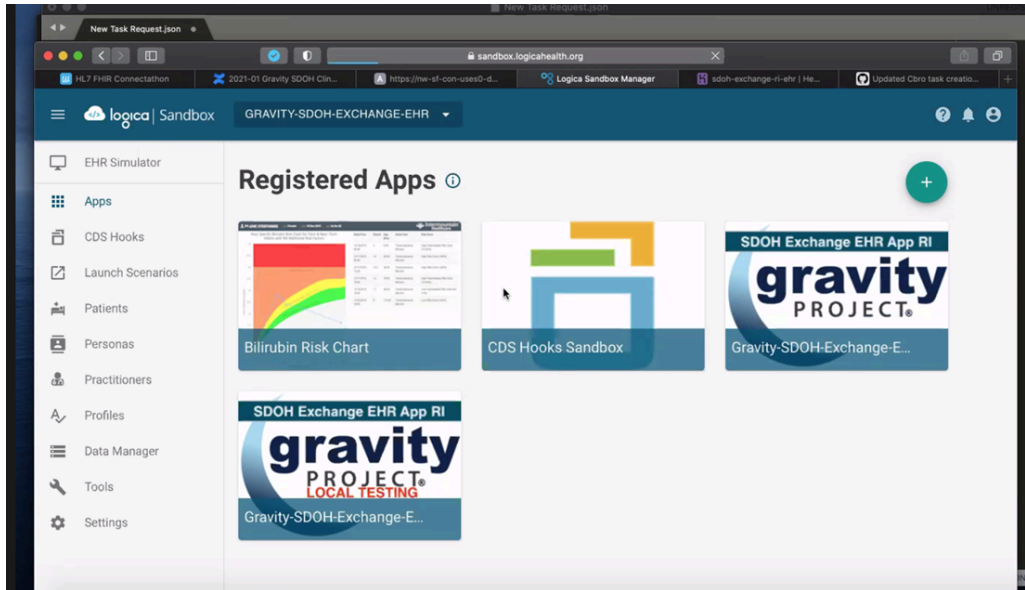 New Task Request.json
New Task Request.json
sandbox.logicahealth.org
HL7 FHIR Connectathon
2021-01 Gravity SDOH Clin...
https://nw-sf-con-uses0-d...
Logica Sandbox Manager
sdoh-exchange-ri-ehr | He...
Updated Cbro task creatio...
logica | Sandbox
GRAVITY-SDOH-EXCHANGE-EHR
EHR Simulator
Apps
CDS Hooks
Launch Scenarios
Patients
Personas
Practitioners
Profiles
Data Manager
Tools
Settings
Registered Apps
Bilirubin Risk Chart
CDS Hooks Sandbox
SDOH Exchange EHR App RI
gravity
PROJECT®
Gravity-SDOH-Exchange-E...
SDOH Exchange EHR App RI
gravity
PROJECT®
LOCAL TESTING
Gravity-SDOH-Exchange-E...